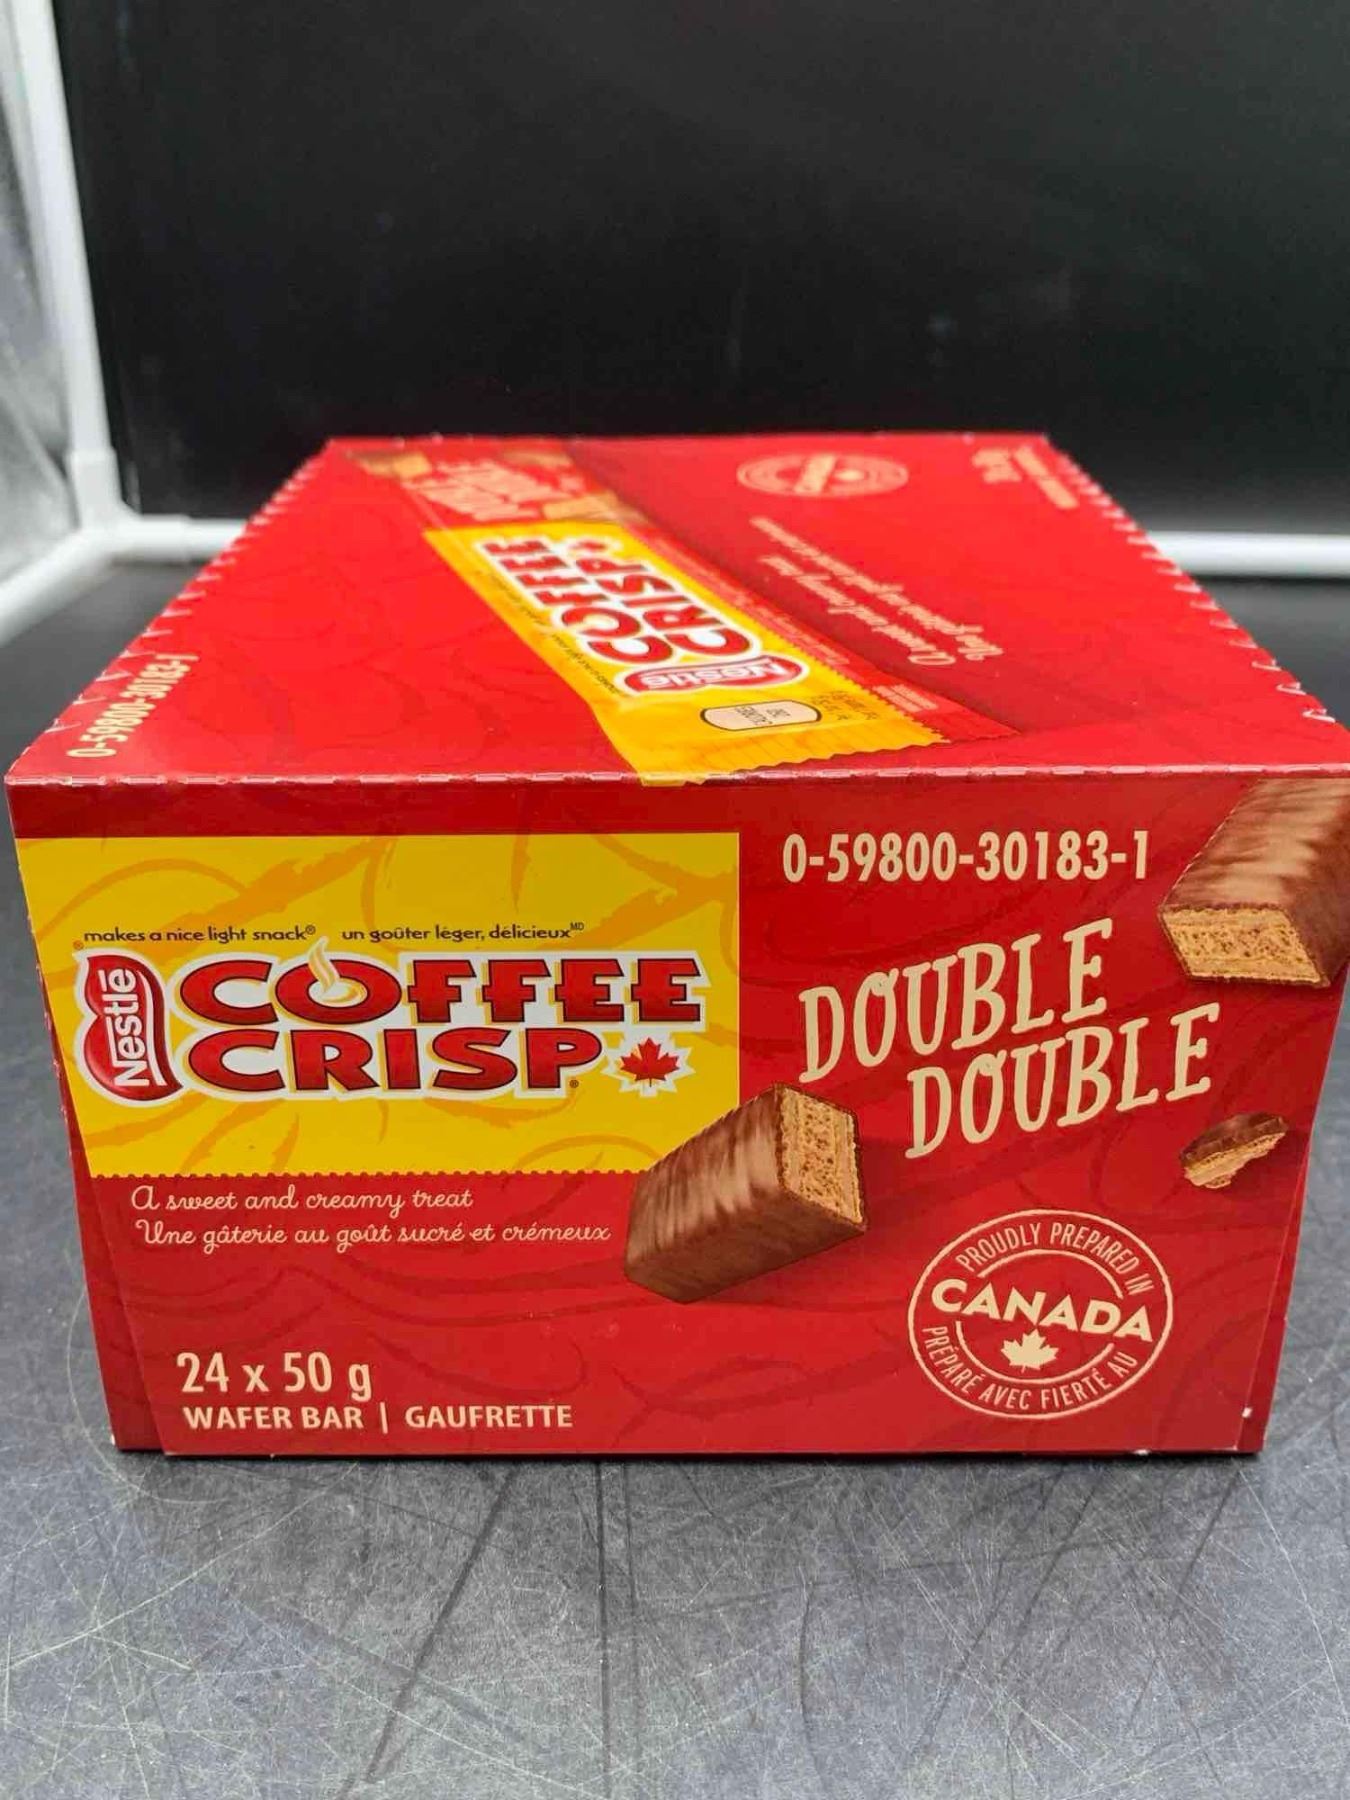 0-59800-30183-1
COFFEE
CRISP
Nestlé
0-59800-30183-1
makes a nice light snack® un goûter léger, délicieux MD
Nestlé®
COFFEE
CRISP®
DOUBLE
DOUBLE
A sweet and creamy treat
Une gâterie au goût sucré et crémeux
PROUDLY PREPARED IN
CANADA
PRÉPARÉ AVEC FIERTÉ AU
24 x 50 g
WAFER BAR | GAUFRETTE